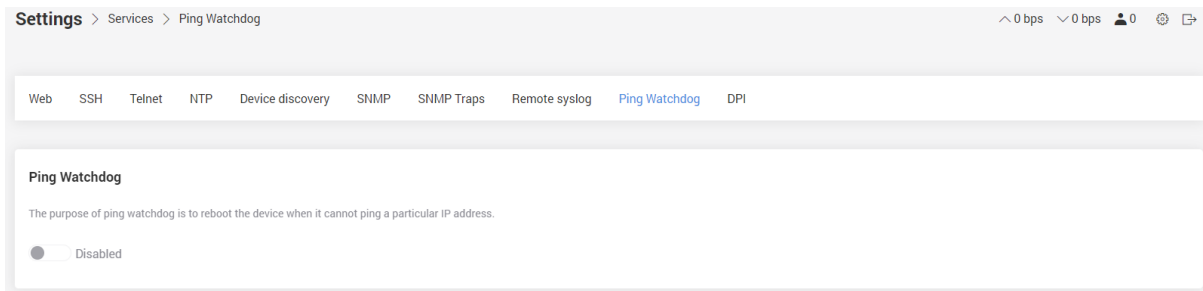 Settings > Services > Ping Watchdog 0 bps 0 bps 0
Web SSH Telnet NTP Device discovery SNMP SNMP Traps Remote syslog Ping Watchdog DPI
Ping Watchdog
The purpose of ping watchdog is to reboot the device when it cannot ping a particular IP address.
Disabled